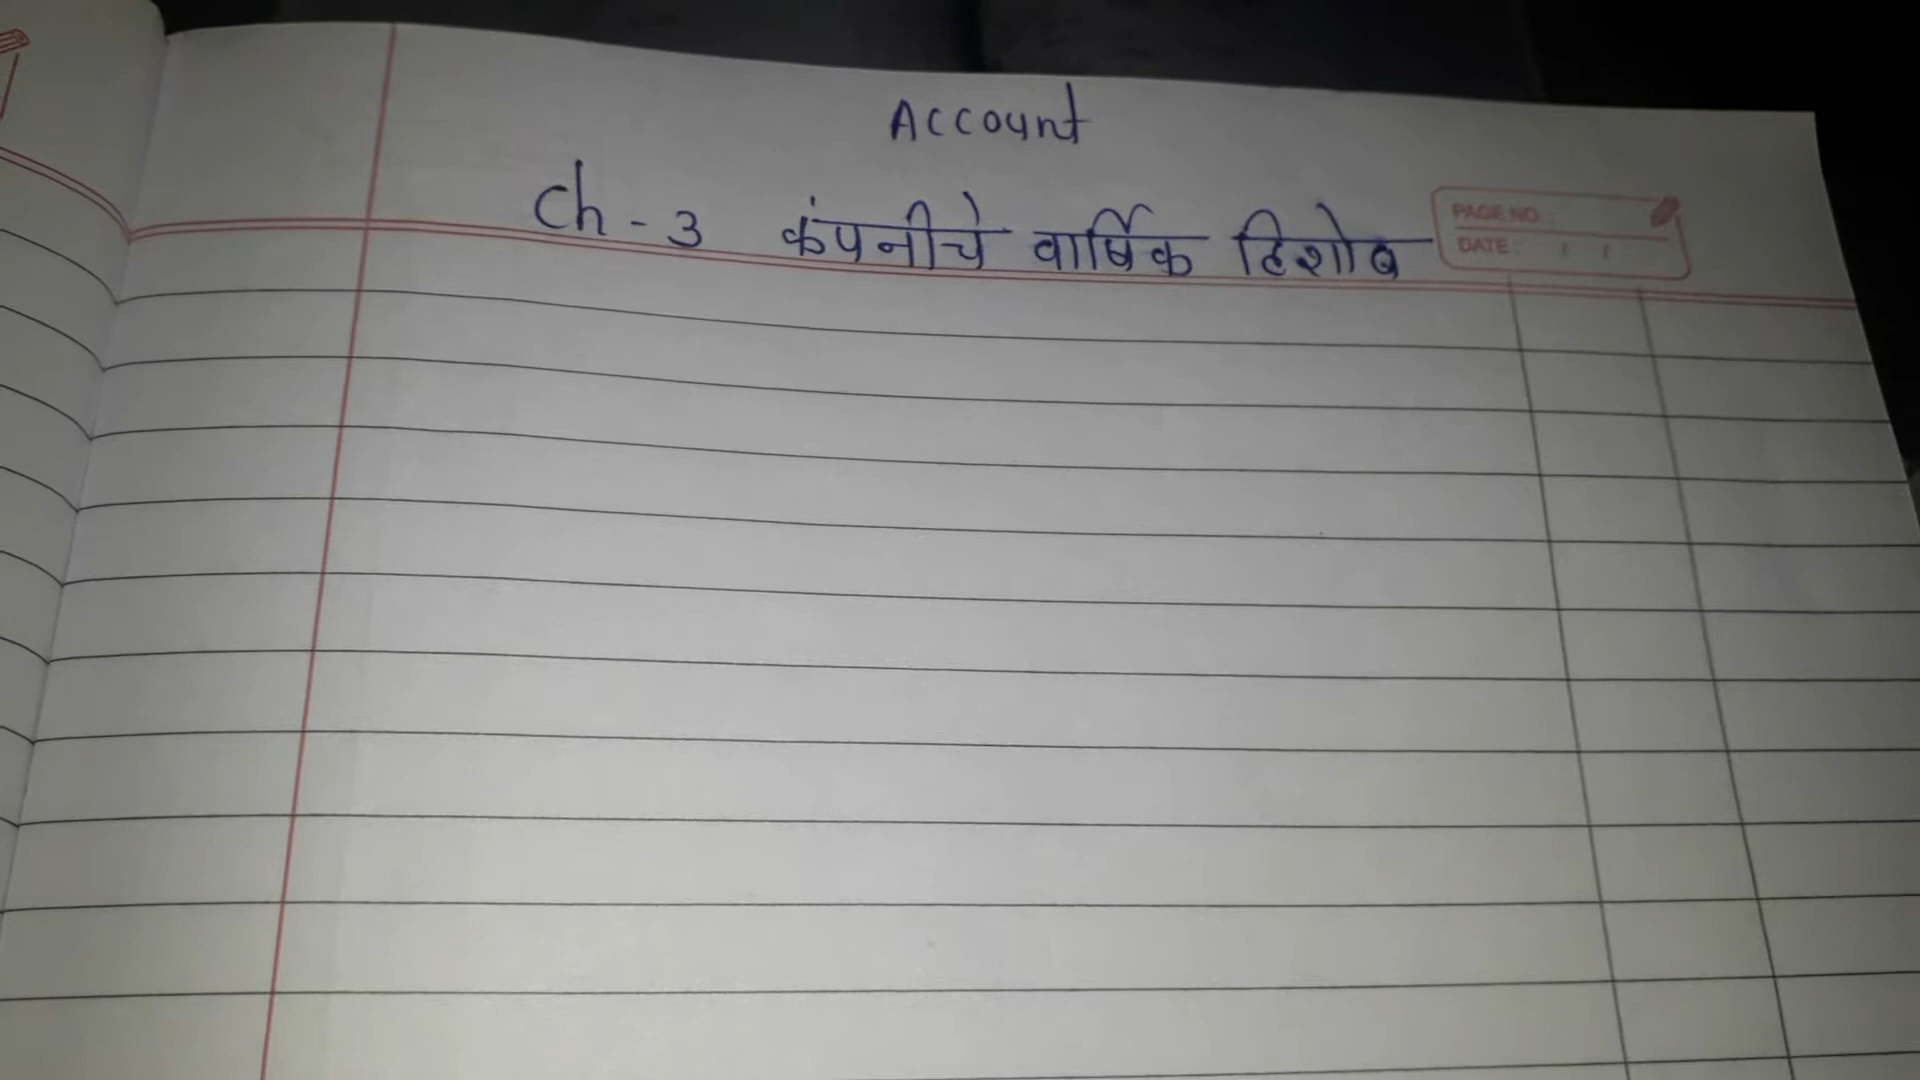 Account
Ch - 3 कंपनीचे वार्षिक हिशोब
PAGE NO :
DATE : / /